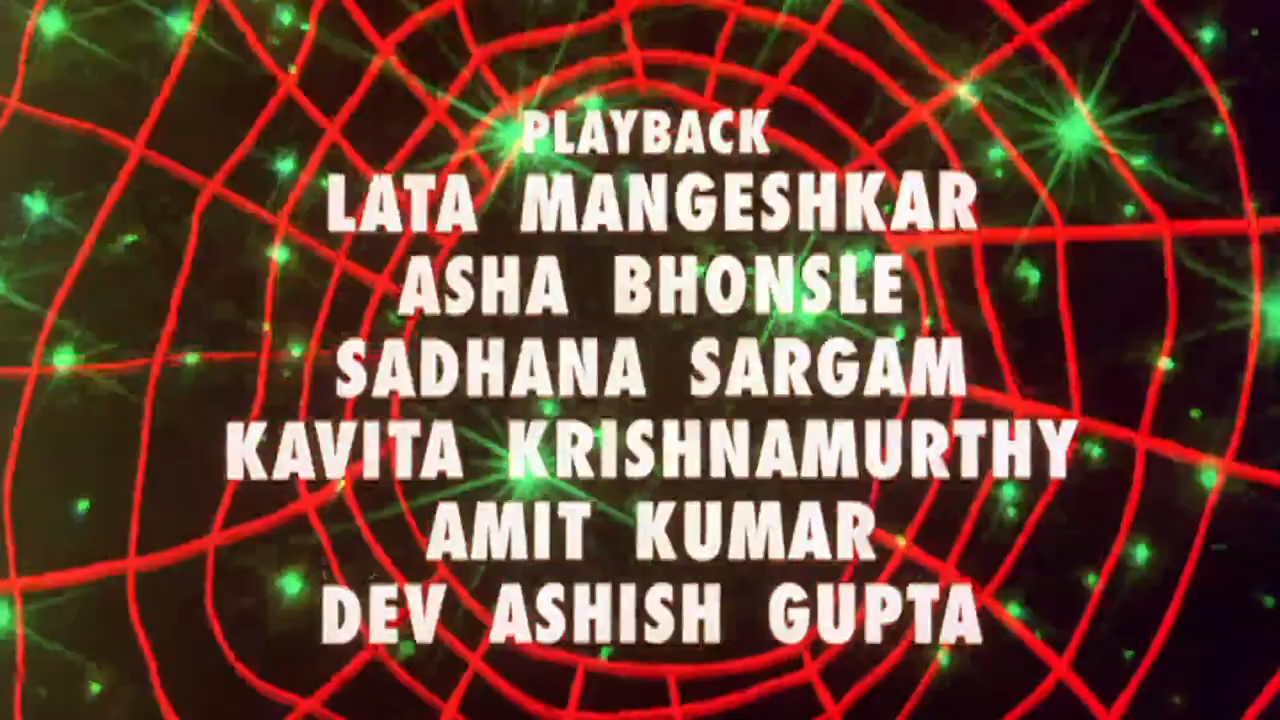 PLAYBACK
LATA MANGESHKAR
ASHA BHONSLE
SADHANA SARGAM
KAVITA KRISHNAMURTHY
AMIT KUMAR
DEV ASHISH GUPTA